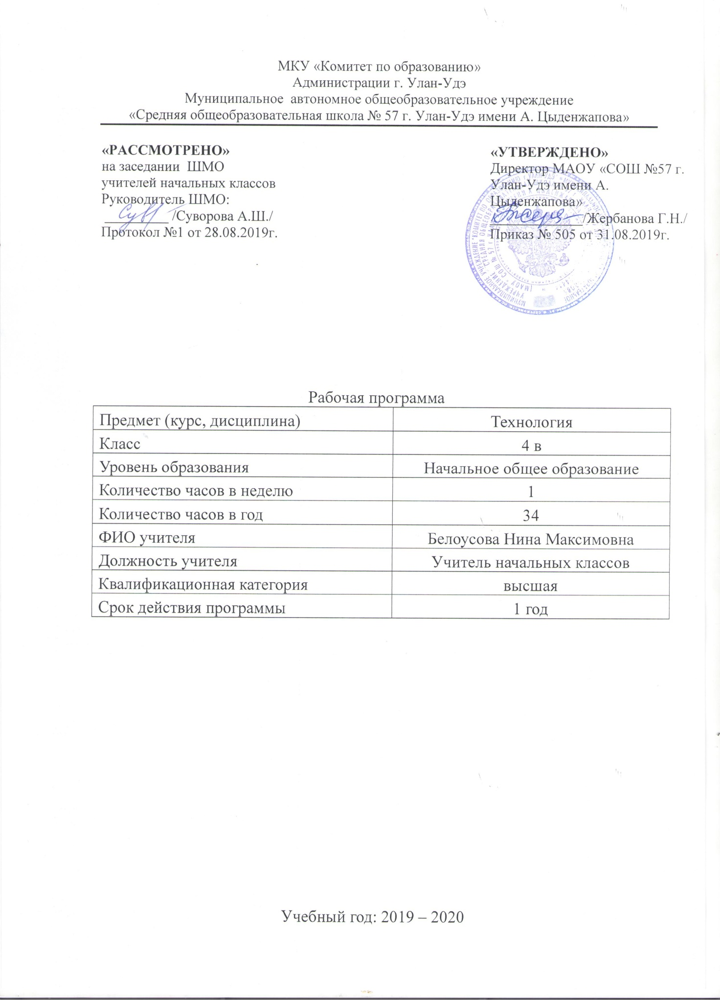 МКУ «Комитет по образованию»
Администрации г. Улан-Удэ
Муниципальное автономное общеобразовательное учреждение
«Средняя общеобразовательная школа № 57 г. Улан-Удэ имени А. Цыденжапова»
«РАССМОТРЕНО»
на заседании ШМО
учителей начальных классов
Руководитель ШМО:
/Суворова А.Ш./
Протокол №1 от 28.08.2019г.
«УТВЕРЖДЕНО»
Директор МАОУ «СОШ №57 г.
Улан-Удэ имени А.
Цыденжапова»
/Жербанова Г.Н./
Приказ № 505 от 31.08.2019г.
Рабочая программа
Предмет (курс, дисциплина) Технология
Класс 4 в
Уровень образования Начальное общее образование
Количество часов в неделю 1
Количество часов в год 34
ФИО учителя Белоусова Нина Максимовна
Должность учителя Учитель начальных классов
Квалификационная категория высшая
Срок действия программы 1 год
Учебный год: 2019 – 2020